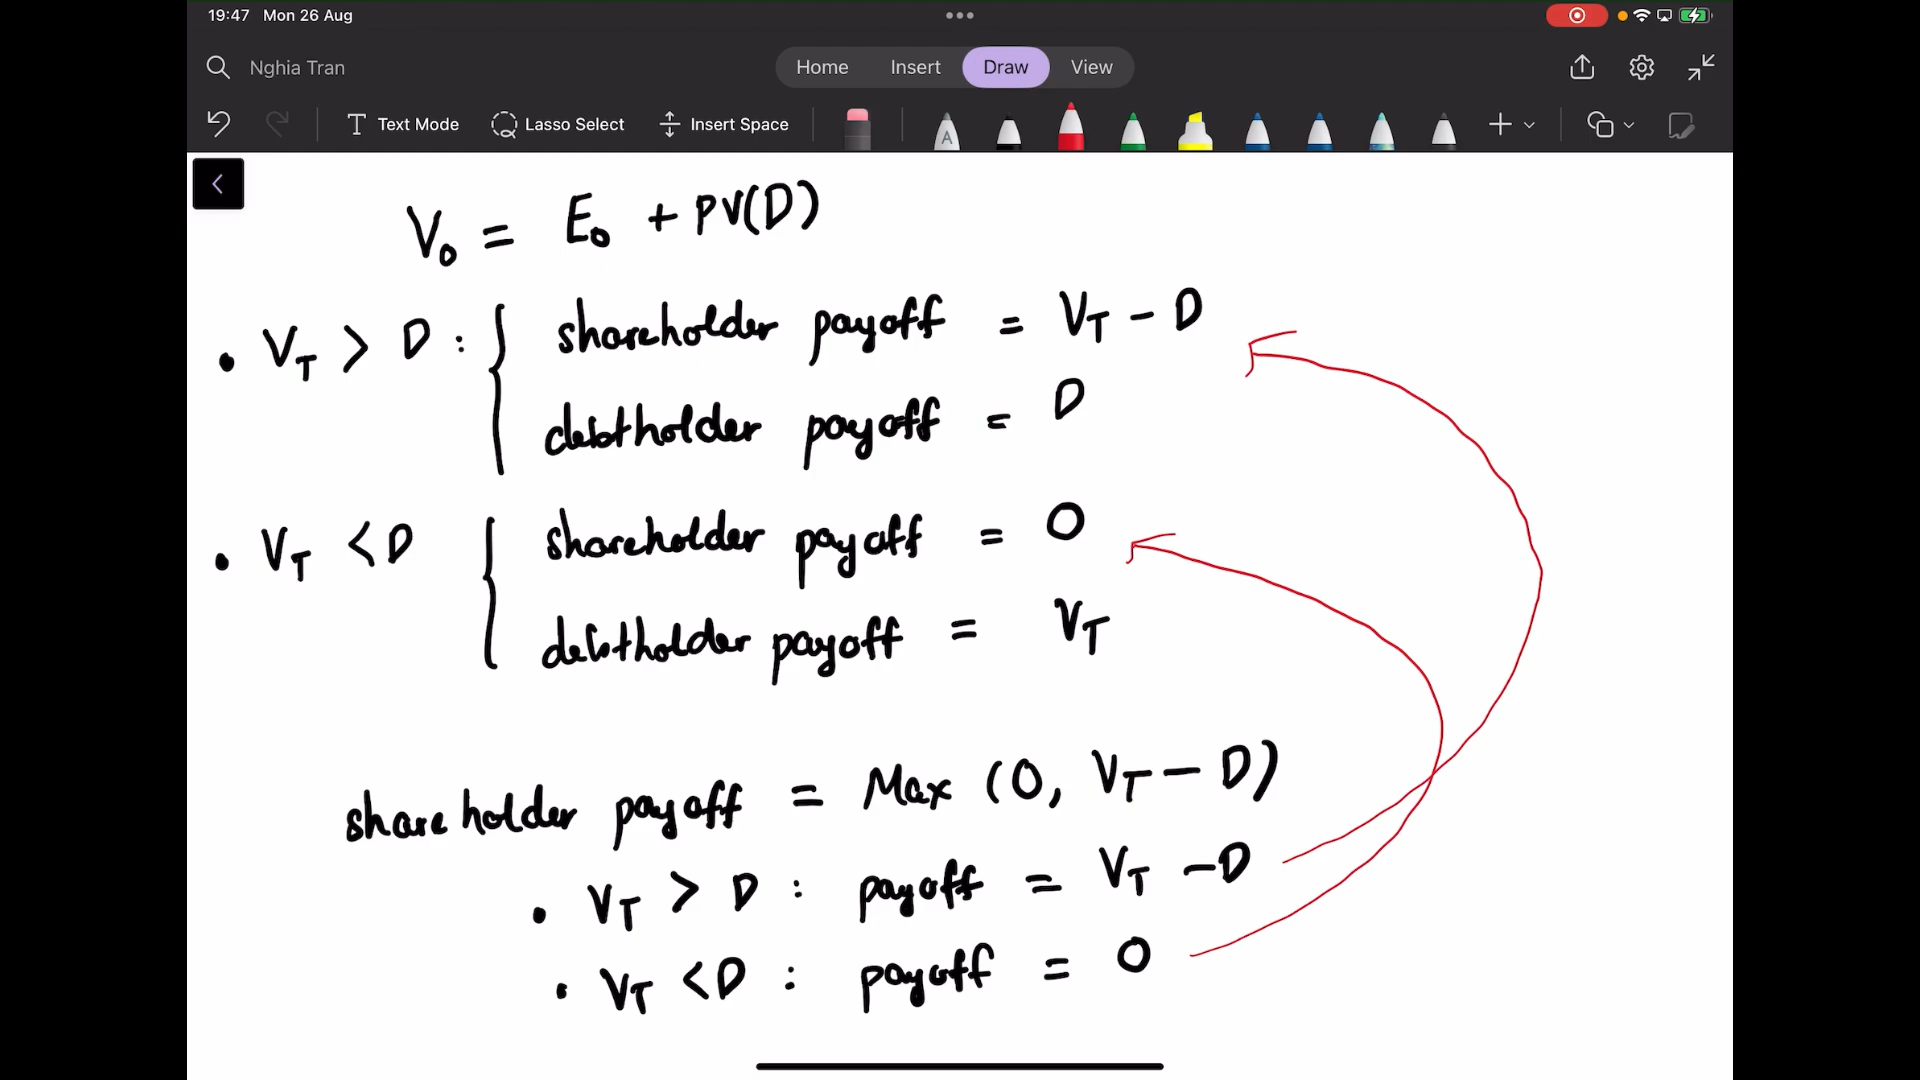 19:47 Mon 26 Aug
Nghia Tran
Home Insert Draw View
Text Mode Lasso Select Insert Space
A
V₀ = E₀ + PV(D)
• V_T > D : { shareholder payoff = V_T − D
debtholder payoff = D
• V_T < D { shareholder payoff = 0
debtholder payoff = V_T
shareholder payoff = Max (0, V_T − D)
• V_T > D : payoff = V_T − D
• V_T < D : payoff = 0